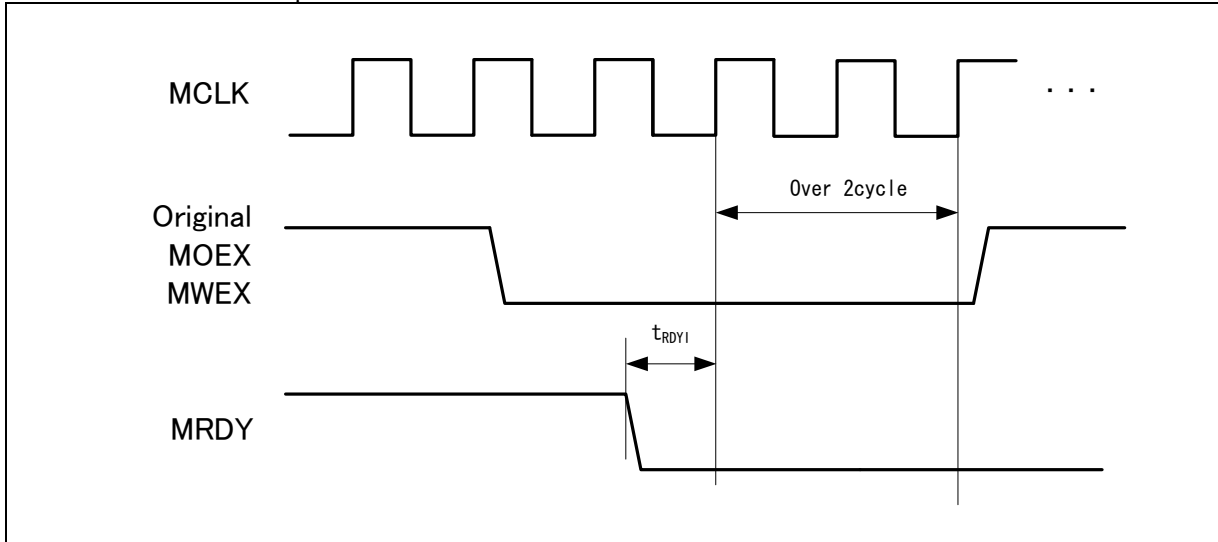 MCLK
...
Over 2cycle
Original
MOEX
MWEX
tRDYI
MRDY